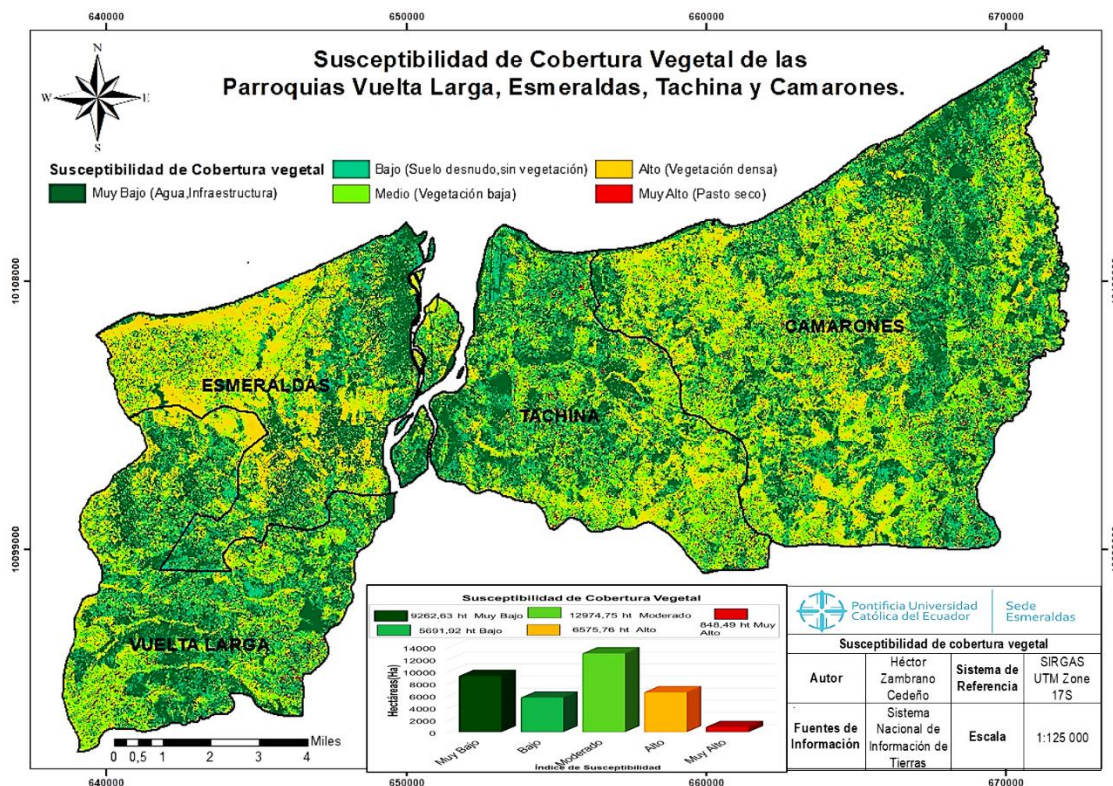 640000
650000
660000
670000
Susceptibilidad de Cobertura Vegetal de las
Parroquias Vuelta Larga, Esmeraldas, Tachina y Camarones.
N
W
E
S
Susceptibilidad de Cobertura vegetal
Muy Bajo (Agua,Infraestructura)
Bajo (Suelo desnudo,sin vegetación)
Medio (Vegetación baja)
Alto (Vegetación densa)
Muy Alto (Pasto seco)
10108000
10099000
ESMERALDAS
TACHINA
CAMARONES
VUELTA LARGA
0 0,5 1 2 3 4
Miles
Susceptibilidad de Cobertura Vegetal
9262,63 ht Muy Bajo
12974,75 ht Moderado
848,49 ht Muy
Alto
5691,92 ht Bajo
6575,76 ht Alto
Hectáreas(Ha)
14000
12000
10000
8000
6000
4000
2000
0
Muy Bajo
Bajo
Moderado
Alto
Muy Alto
Índice de Susceptibilidad
Pontificia Universidad
Católica del Ecuador
Sede
Esmeraldas
Susceptibilidad de cobertura vegetal
Autor
Héctor
Zambrano
Cedeño
Sistema de
Referencia
SIRGAS
UTM Zone
17S
Fuentes de
Información
Sistema
Nacional de
Información de
Tierras
Escala
1:125 000
640000
650000
660000
670000